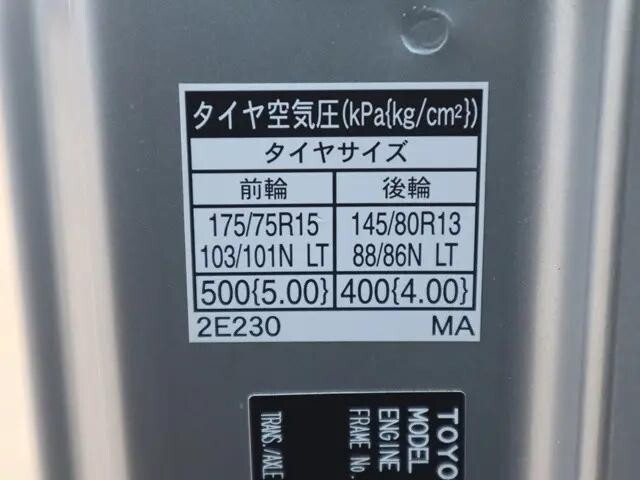 タイヤ空気圧(kPa{kg/cm²})
タイヤサイズ
前輪 後輪
175/75R15 145/80R13
103/101N LT 88/86N LT
500{5.00} 400{4.00}
2E230 MA
TOYO
MODEL
ENGINE
FRAME No.
TRANS./AXLE